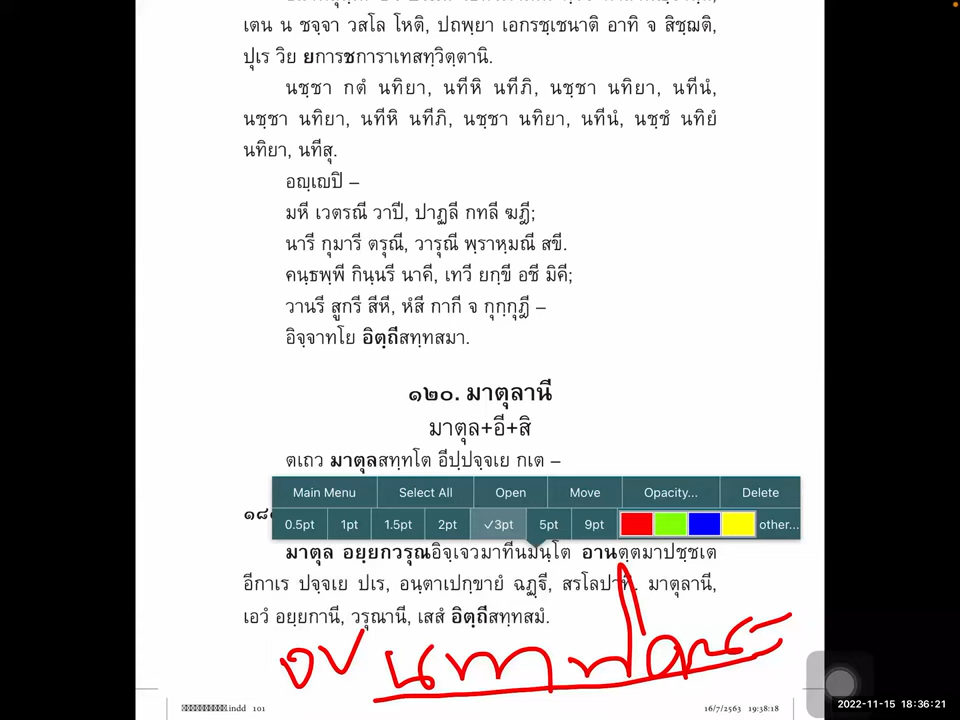 เตน น ชจฺจา วสโล โหติ, ปถพฺยา เอกรชฺเชนาติ อาทิ จ สิชฺฌติ,
ปุเร วิย ยการชการาเทสทฺวิตฺตานิ.
นชฺชา กตํ นทิยา, นทีหิ นทีภิ, นชฺชา นทิยา, นทีนํ,
นชฺชา นทิยา, นทีหิ นทีภิ, นชฺชา นทิยา, นทีนํ, นชฺชํ นทิยํ
นทิยา, นทีสุ.
อญฺเญปิ –
มหี เวตรณี วาปี, ปาฏลี กทลี ฆฏี;
นารี กุมารี ตรุณี, วารุณี พฺราหฺมณี สขี.
คนฺธพฺพี กินฺนรี นาคี, เทวี ยกฺขี อชี มิคี;
วานรี สูกรี สีหี, หํสี กากี จ กุกฺกุฏี –
อิจฺจาทโย อิตฺถีสทฺทสมา.
๑๒๐. มาตุลานี
มาตุล+อี+สิ
ตเถว มาตุลสทฺทโต อีปฺปจฺจเย กเต –
Main Menu Select All Open Move Opacity... Delete
0.5pt 1pt 1.5pt 2pt ✓3pt 5pt 9pt other...
มาตุล อยฺยกวรุณอิจฺเจวมาทีนมนฺโต อานตฺตมาปชฺชเต
อีกาเร ปจฺจเย ปเร, อนฺตาเปกฺขายํ ฉฏฺฐี, สรโลปาทิ. มาตุลานี,
เอวํ อยฺยกานี, วรุณานี, เสสํ อิตฺถีสทฺทสมํ.
.indd 101 16/7/2563 19:38:18
2022-11-15 18:36:21